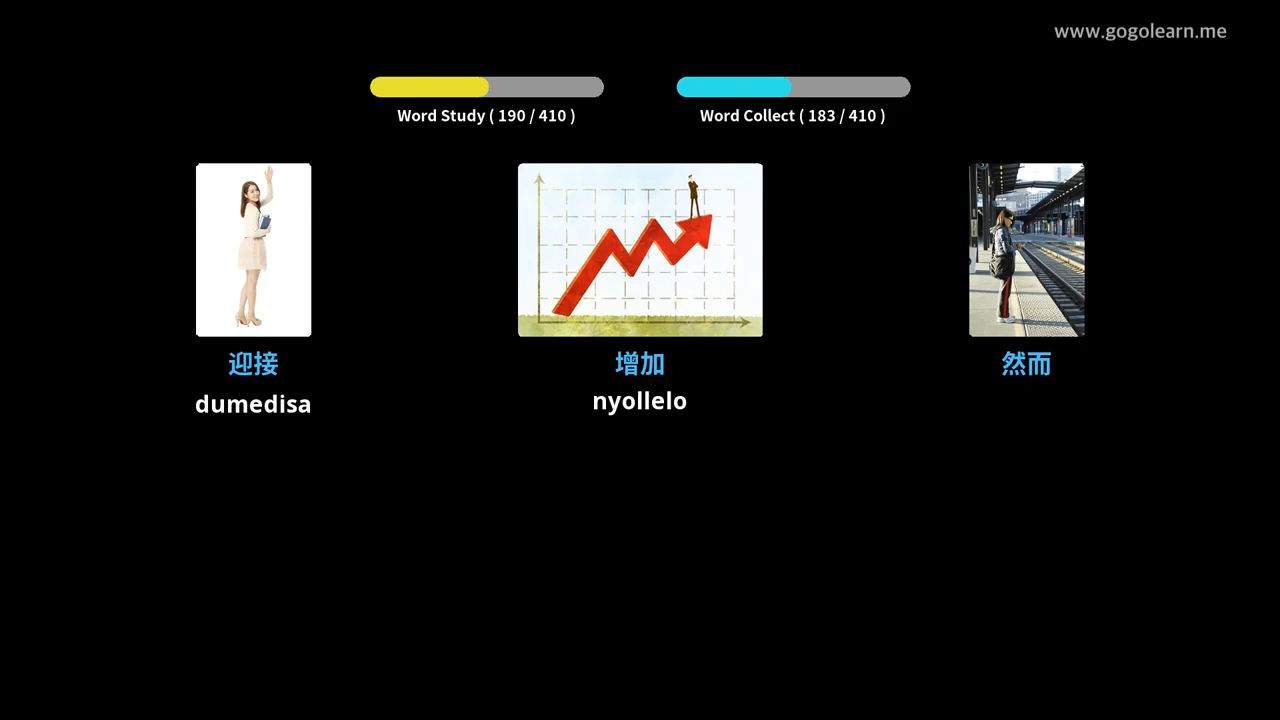 www.gogolearn.me
Word Study ( 190 / 410 )
Word Collect ( 183 / 410 )
迎接
增加
然而
dumedisa
nyollelo